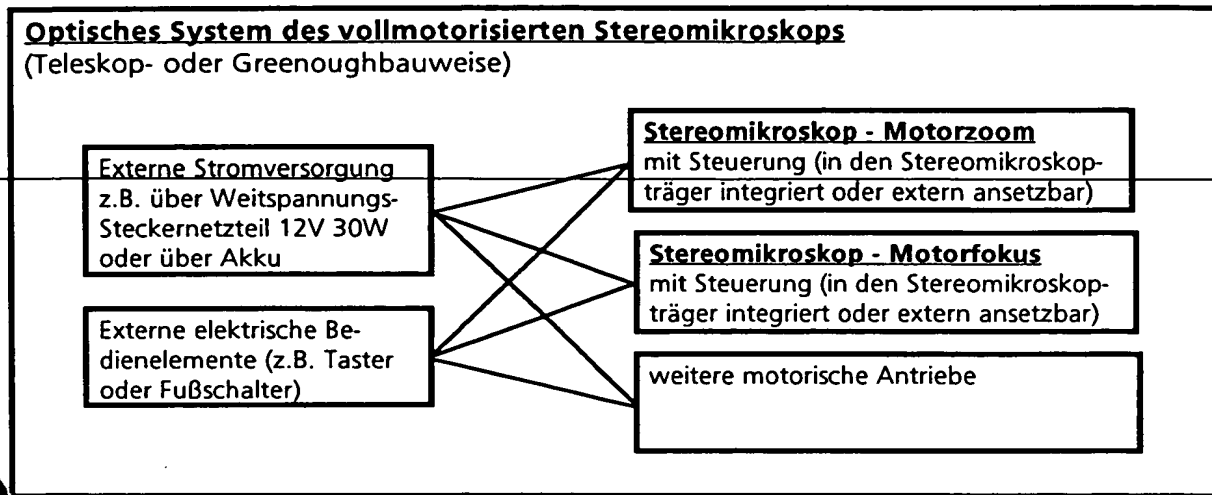 Optisches System des vollmotorisierten Stereomikroskops
(Teleskop- oder Greenoughbauweise)
Externe Stromversorgung
z.B. über Weitspannungs-
Steckernetzteil 12V 30W
oder über Akku
Externe elektrische Be-
dienelemente (z.B. Taster
oder Fußschalter)
Stereomikroskop - Motorzoom
mit Steuerung (in den Stereomikroskop-
träger integriert oder extern ansetzbar)
Stereomikroskop - Motorfokus
mit Steuerung (in den Stereomikroskop-
träger integriert oder extern ansetzbar)
weitere motorische Antriebe